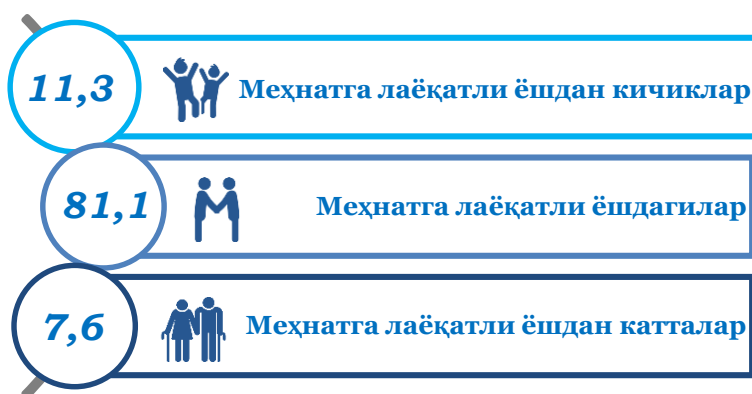 11,3
Меҳнатга лаёқатли ёшдан кичиклар
81,1
Меҳнатга лаёқатли ёшдагилар
7,6
Меҳнатга лаёқатли ёшдан катталар